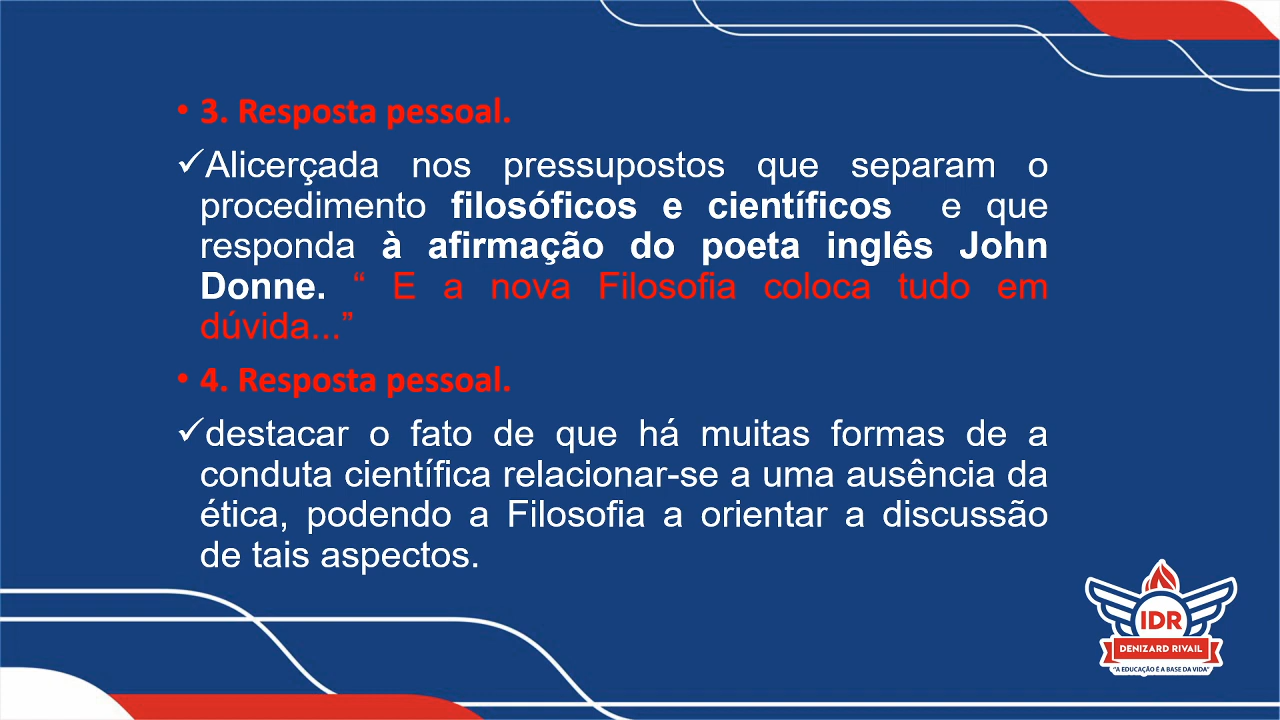 • 3. Resposta pessoal.
✓Alicerçada nos pressupostos que separam o
procedimento filosóficos e científicos e que
responda à afirmação do poeta inglês John
Donne. “ E a nova Filosofia coloca tudo em
dúvida...”
• 4. Resposta pessoal.
✓destacar o fato de que há muitas formas de a
conduta científica relacionar-se a uma ausência da
ética, podendo a Filosofia a orientar a discussão
de tais aspectos.
IDR
DENIZARD RIVAIL
“A EDUCAÇÃO É A BASE DA VIDA”